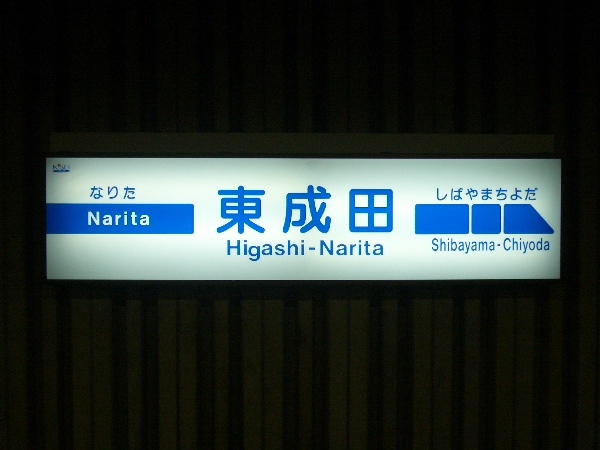 なりた
Narita
東成田
Higashi-Narita
しばやまちよだ
Shibayama-Chiyoda